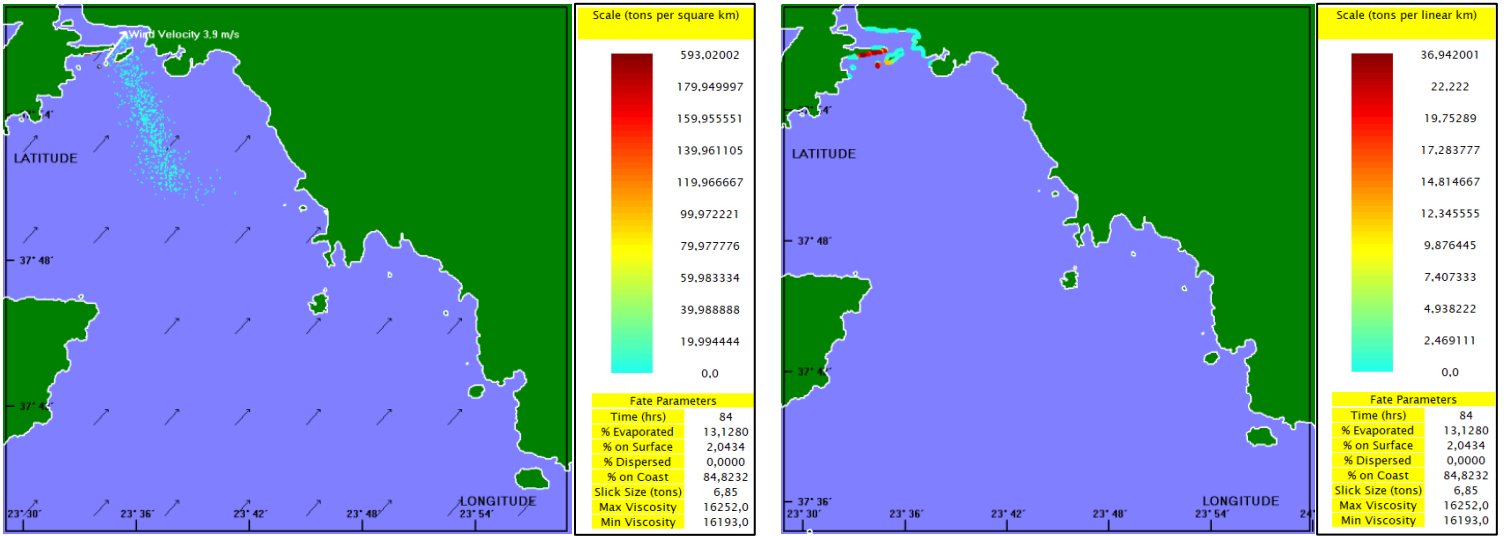 Wind Velocity 3,9 m/s
LATITUDE
37° 48
LONGITUDE
23° 30 23° 36 23° 42 23° 48 23° 54
Scale (tons per square km)
593,02002
179,949997
159,955551
139,961105
119,966667
99,972221
79,977776
59,983334
39,988888
19,994444
0,0
Fate Parameters
Time (hrs) 84
% Evaporated 13,1280
% on Surface 2,0434
% Dispersed 0,0000
% on Coast 84,8232
Slick Size (tons) 6,85
Max Viscosity 16252,0
Min Viscosity 16193,0
LATITUDE
37° 48
37° 36
LONGITUDE
23° 30 23° 36 23° 42 23° 48 23° 54 24°
Scale (tons per linear km)
36,942001
22,222
19,75289
17,283777
14,814667
12,345555
9,876445
7,407333
4,938222
2,469111
0,0
Fate Parameters
Time (hrs) 84
% Evaporated 13,1280
% on Surface 2,0434
% Dispersed 0,0000
% on Coast 84,8232
Slick Size (tons) 6,85
Max Viscosity 16252,0
Min Viscosity 16193,0